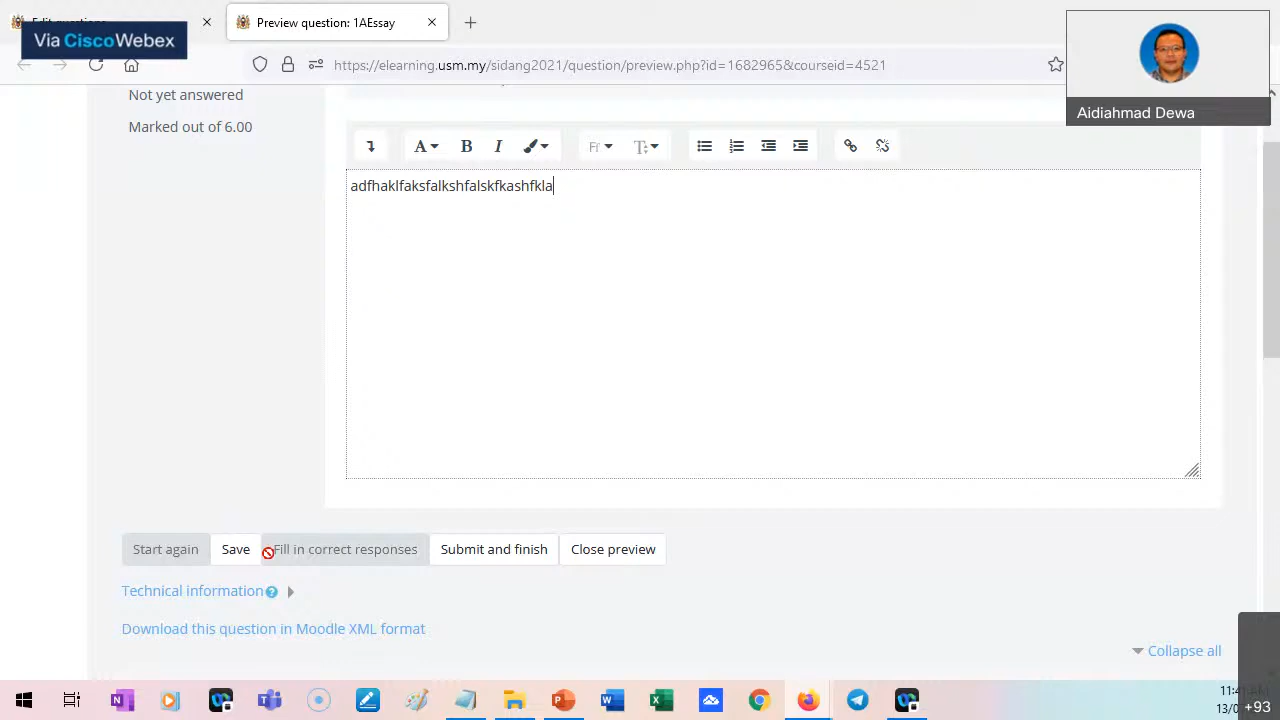 Preview question: 1AEssay
Via CiscoWebex
https://elearning.usm.my/sidang2021/question/preview.php?id=1682565&courseid=4521
Aidiahmad Dewa
Not yet answered
Marked out of 6.00
A B I
adfhaklfaksfalkshfalskfkashfkla
Start again Save Fill in correct responses Submit and finish Close preview
Technical information
Download this question in Moodle XML format
Collapse all
+93